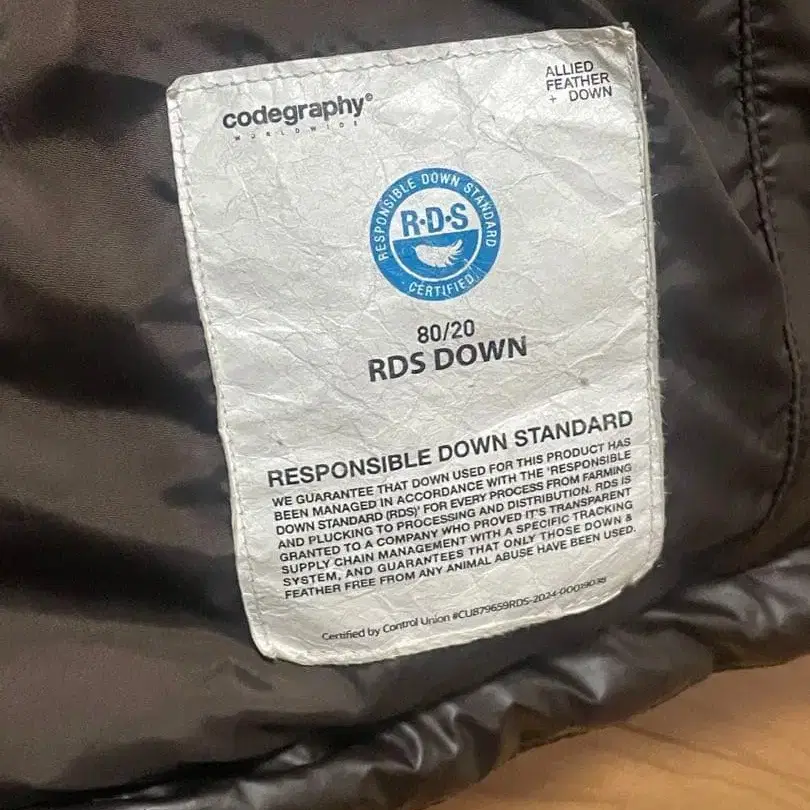 codegraphy®
WORLDWIDE
ALLIED
FEATHER
+ DOWN
RESPONSIBLE DOWN STANDARD
R·D·S
CERTIFIED
80/20
RDS DOWN
RESPONSIBLE DOWN STANDARD
WE GUARANTEE THAT DOWN USED FOR THIS PRODUCT HAS
BEEN MANAGED IN ACCORDANCE WITH THE 'RESPONSIBLE
DOWN STANDARD (RDS)' FOR EVERY PROCESS FROM FARMING
AND PLUCKING TO PROCESSING AND DISTRIBUTION. RDS IS
GRANTED TO A COMPANY WHO PROVED IT'S TRANSPARENT
SUPPLY CHAIN MANAGEMENT WITH A SPECIFIC TRACKING
SYSTEM, AND GUARANTEES THAT ONLY THOSE DOWN &
FEATHER FREE FROM ANY ANIMAL ABUSE HAVE BEEN USED.
Certified by Control Union #CU879659RDS-2024-00019038